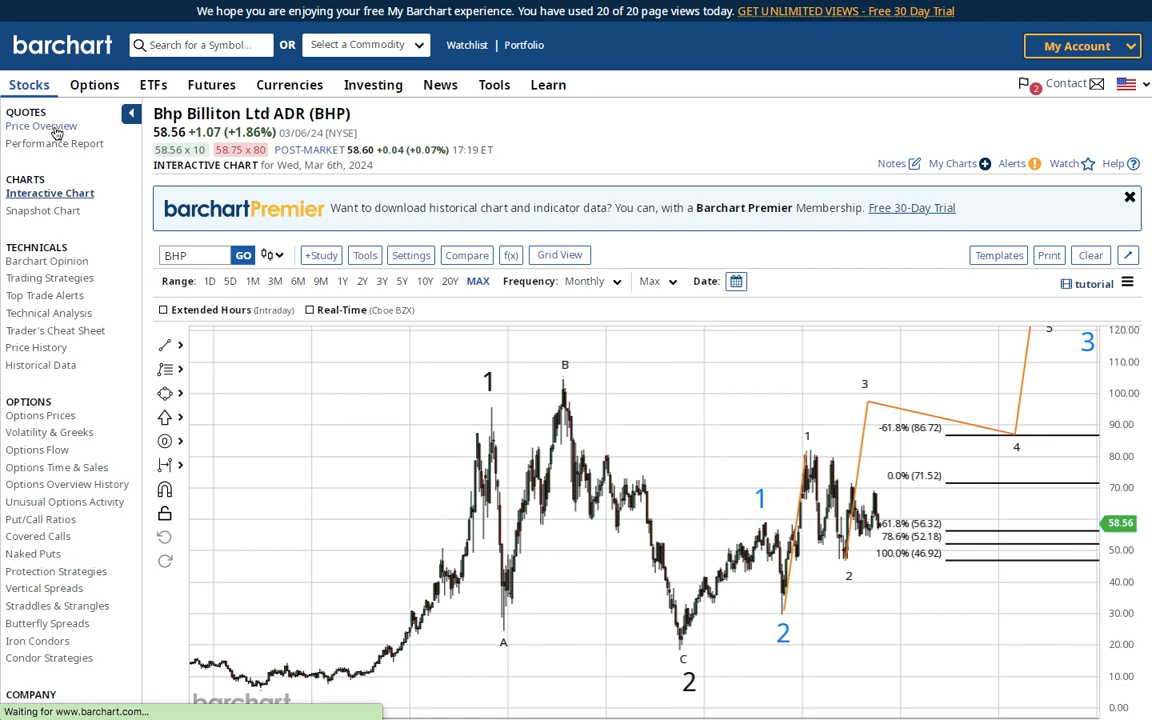 We hope you are enjoying your free My Barchart experience. You have used 20 of 20 page views today. GET UNLIMITED VIEWS - Free 30 Day Trial
barchart Search for a Symbol... OR Select a Commodity Watchlist | Portfolio My Account
Stocks Options ETFs Futures Currencies Investing News Tools Learn 2 Contact
QUOTES
Price Overview
Performance Report
CHARTS
Interactive Chart
Snapshot Chart
TECHNICALS
Barchart Opinion
Trading Strategies
Top Trade Alerts
Technical Analysis
Trader's Cheat Sheet
Price History
Historical Data
OPTIONS
Options Prices
Volatility & Greeks
Options Flow
Options Time & Sales
Options Overview History
Unusual Options Activity
Put/Call Ratios
Covered Calls
Naked Puts
Protection Strategies
Vertical Spreads
Straddles & Strangles
Butterfly Spreads
Iron Condors
Condor Strategies
COMPANY
Waiting for www.barchart.com...
Bhp Billiton Ltd ADR (BHP)
58.56 +1.07 (+1.86%) 03/06/24 [NYSE]
58.56 x 10 58.75 x 80 POST-MARKET 58.60 +0.04 (+0.07%) 17:19 ET
INTERACTIVE CHART for Wed, Mar 6th, 2024
Notes My Charts Alerts Watch Help
barchartPremier Want to download historical chart and indicator data? You can, with a Barchart Premier Membership. Free 30-Day Trial
BHP GO +Study Tools Settings Compare f(x) Grid View Templates Print Clear
Range: 1D 5D 1M 3M 6M 9M 1Y 2Y 3Y 5Y 10Y 20Y MAX Frequency: Monthly Max Date: tutorial
Extended Hours (Intraday) Real-Time (Cboe BZX)
5
3
120.00
110.00
100.00
90.00
80.00
70.00
58.56
50.00
40.00
30.00
20.00
10.00
0.00
B
1
3
-61.8% (86.72)
1
4
0.0% (71.52)
1
61.8% (56.32)
78.6% (52.18)
100.0% (46.92)
2
A
2
C
2
barchart